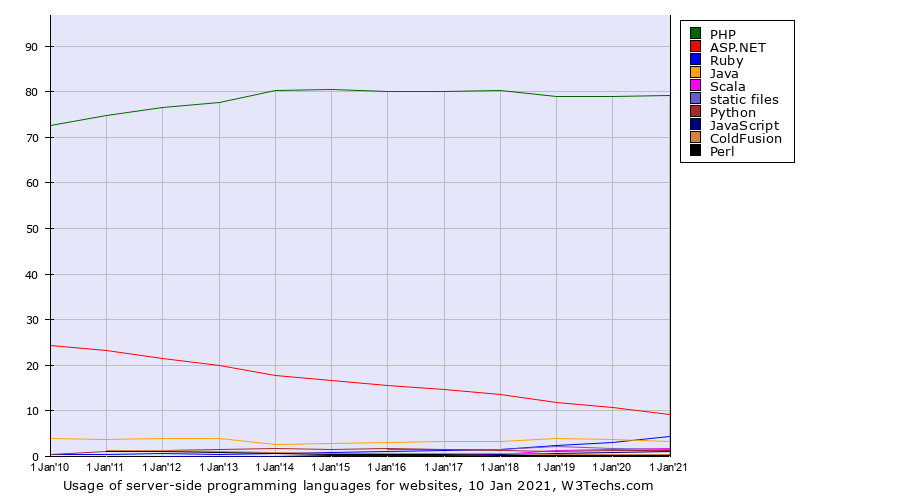 PHP
ASP.NET
Ruby
Java
Scala
static files
Python
JavaScript
ColdFusion
Perl
90
80
70
60
50
40
30
20
10
0
1 Jan'10 1 Jan'11 1 Jan'12 1 Jan'13 1 Jan'14 1 Jan'15 1 Jan'16 1 Jan'17 1 Jan'18 1 Jan'19 1 Jan'20 1 Jan'21
Usage of server-side programming languages for websites, 10 Jan 2021, W3Techs.com